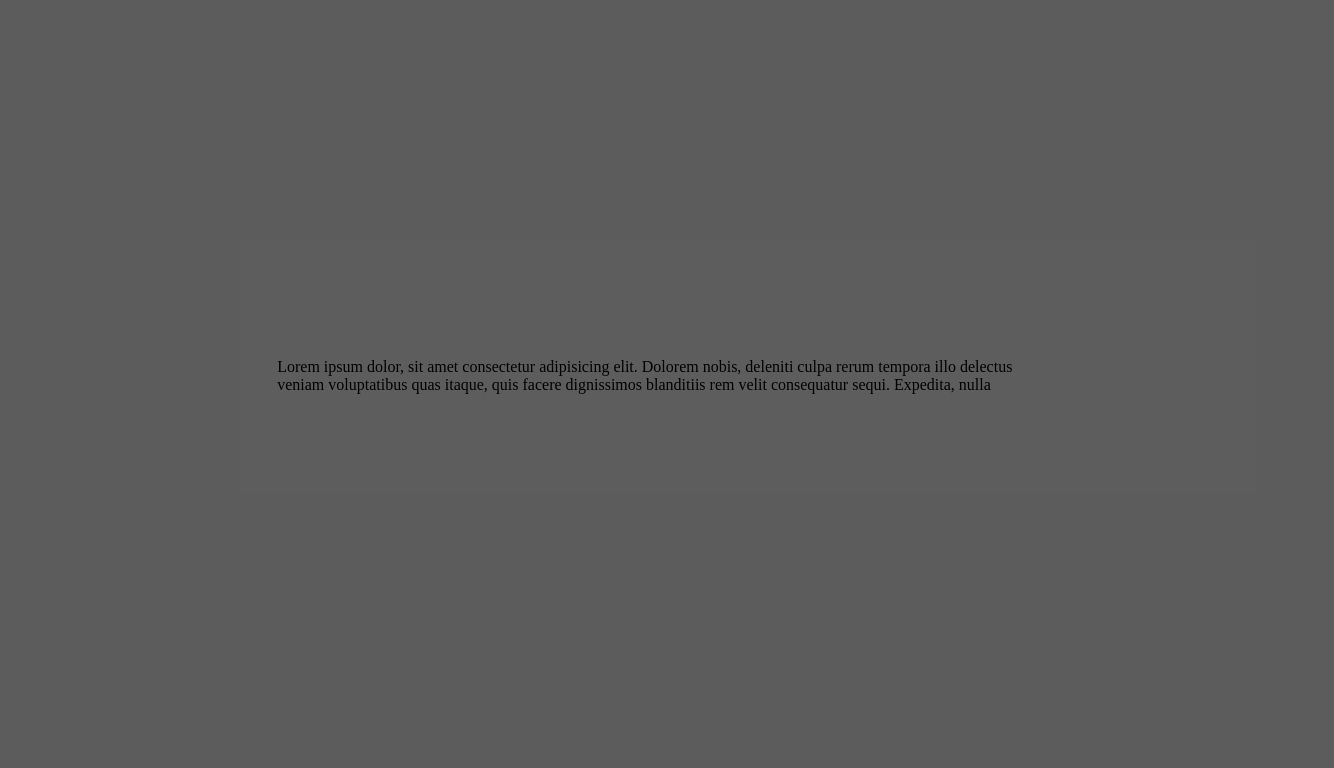 Lorem ipsum dolor, sit amet consectetur adipisicing elit. Dolorem nobis, deleniti culpa rerum tempora illo delectus
veniam voluptatibus quas itaque, quis facere dignissimos blanditiis rem velit consequatur sequi. Expedita, nulla